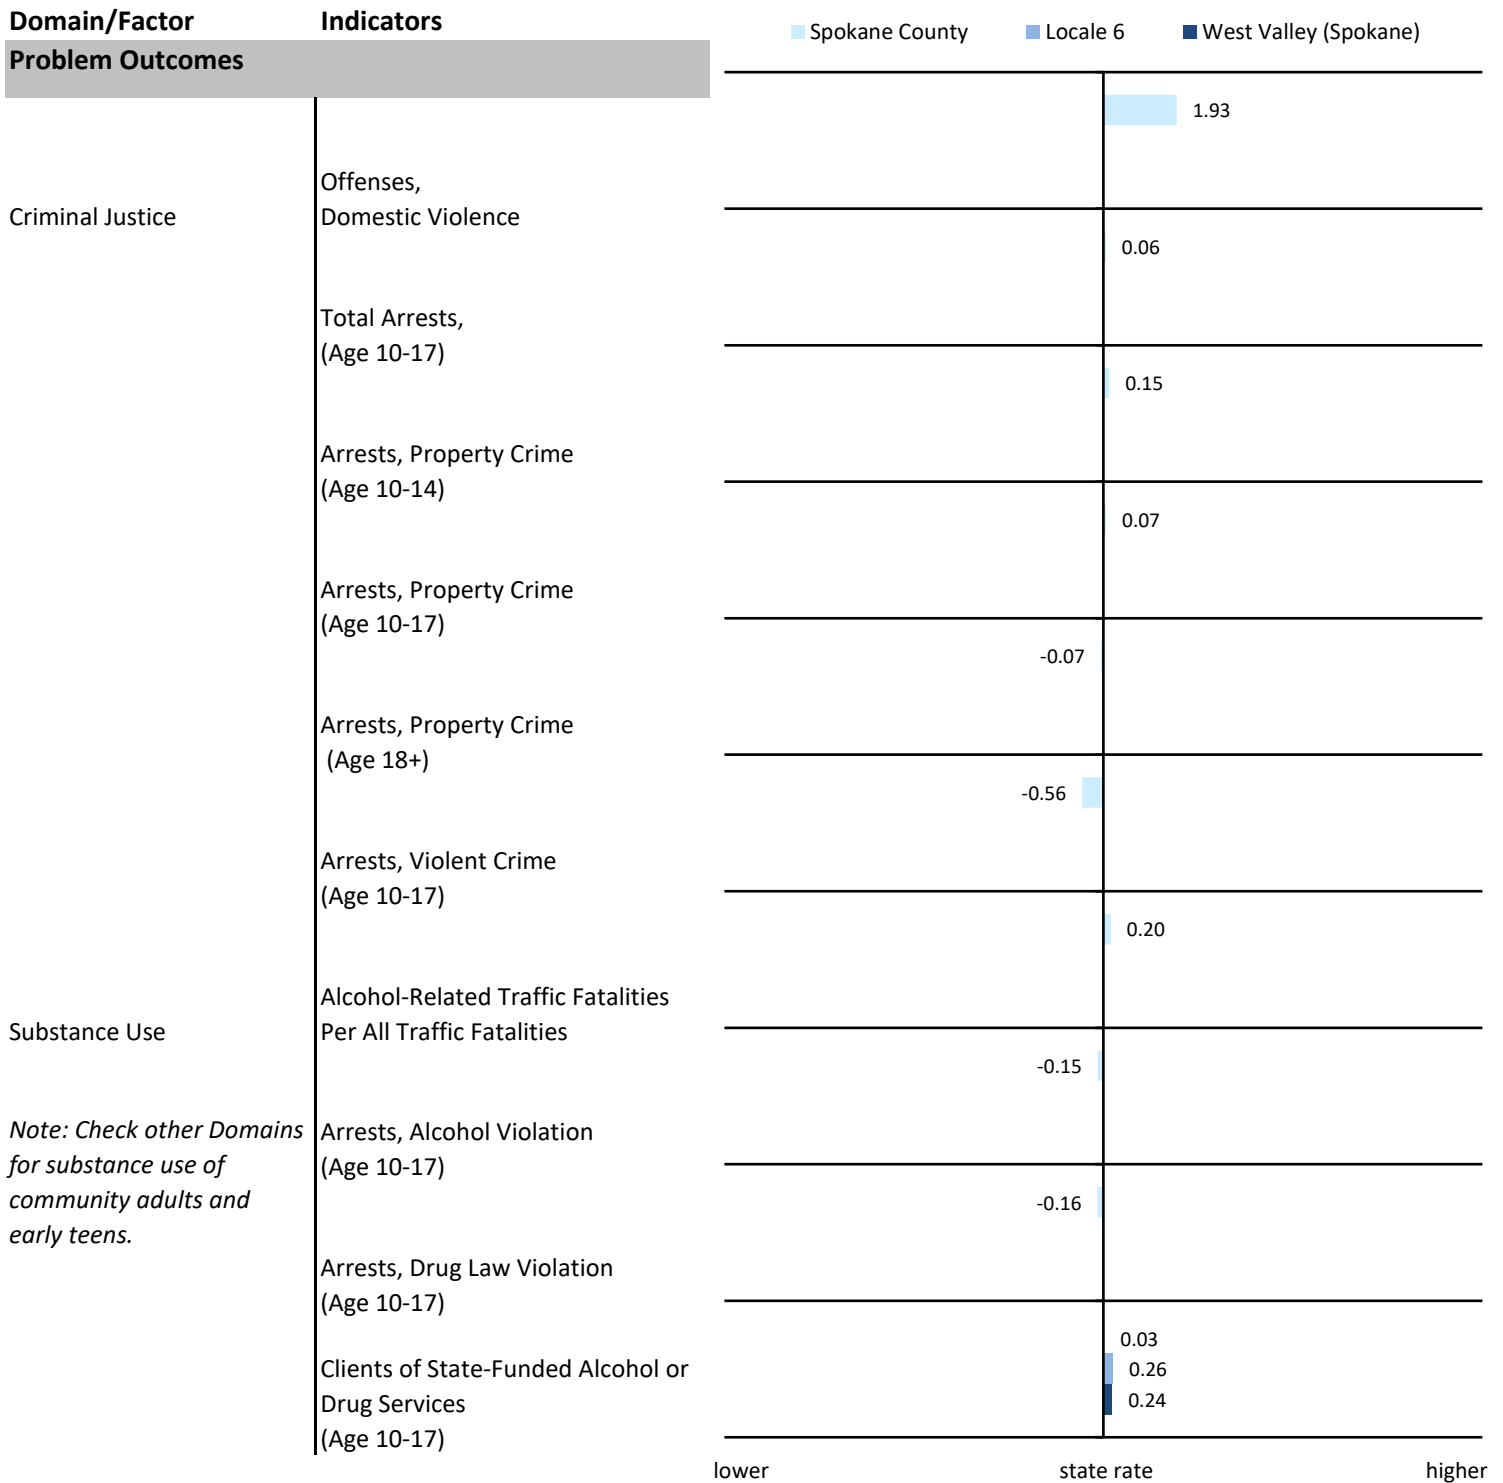 Domain/Factor Indicators
Spokane County Locale 6 West Valley (Spokane)
Problem Outcomes
1.93
Offenses,
Criminal Justice Domestic Violence
0.06
Total Arrests,
(Age 10-17)
0.15
Arrests, Property Crime
(Age 10-14)
0.07
Arrests, Property Crime
(Age 10-17)
-0.07
Arrests, Property Crime
(Age 18+)
-0.56
Arrests, Violent Crime
(Age 10-17)
0.20
Alcohol-Related Traffic Fatalities
Substance Use Per All Traffic Fatalities
-0.15
Note: Check other Domains Arrests, Alcohol Violation
for substance use of (Age 10-17)
community adults and -0.16
early teens.
Arrests, Drug Law Violation
(Age 10-17)
0.03
Clients of State-Funded Alcohol or 0.26
Drug Services 0.24
(Age 10-17)
lower state rate higher